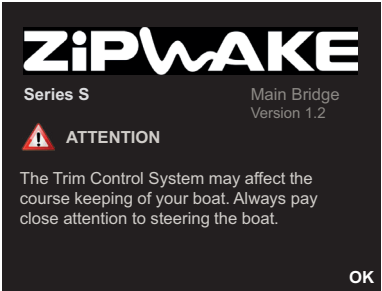 ZiPWAKE
Series S Main Bridge
Version 1.2
ATTENTION
The Trim Control System may affect the
course keeping of your boat. Always pay
close attention to steering the boat.
OK